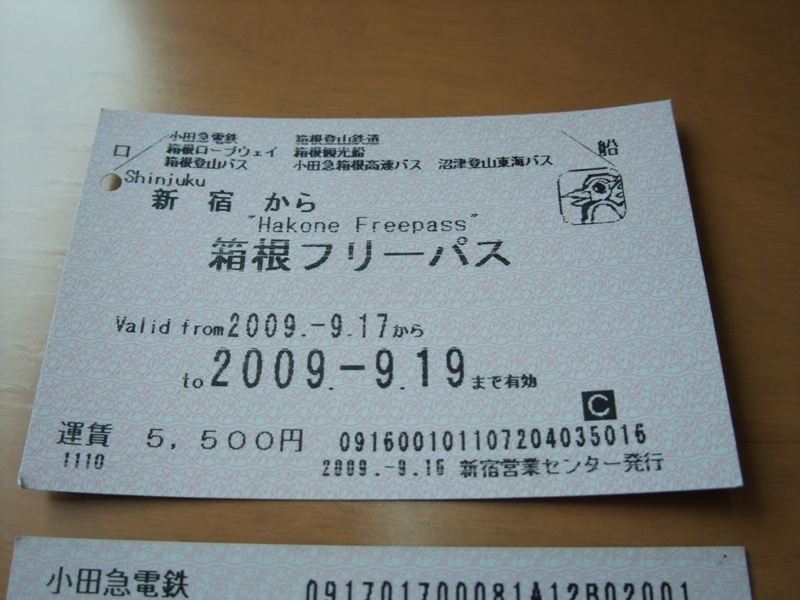 小田急電鉄 箱根登山鉄道
口 箱根ロープウェイ 箱根観光船 船
箱根登山バス 小田急箱根高速バス 沼津登山東海バス
Shinjuku
新宿 から
"Hakone Freepass"
箱根フリーパス
Valid from 2009.-9.17から
to 2009.-9.19まで有効
C
運賃 5,500円 091600101107204035016
1110 2009.-9.16 新宿営業センター発行
小田急電鉄 091701700081A12B02001